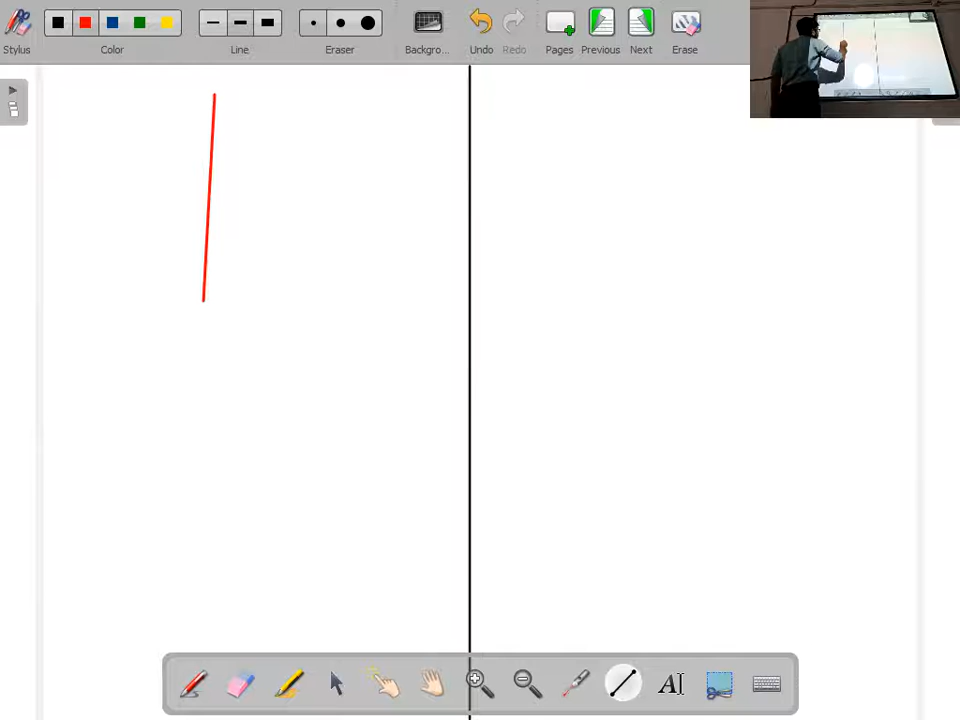 Stylus
Color
Line
Eraser
Backgro...
Undo
Redo
Pages
Previous
Next
Erase
A